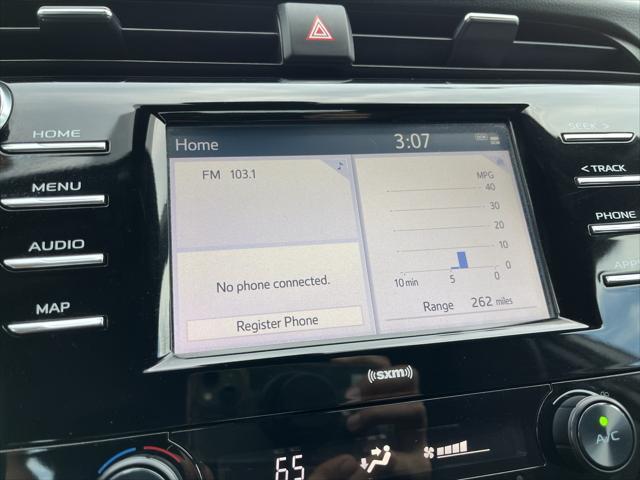 HOME
MENU
AUDIO
MAP
Home 3:07
FM 103.1
No phone connected.
Register Phone
MPG
40
30
20
10
0
10 min 5 0
Range 262 miles
SEEK >
< TRACK
PHONE
APPS
((sxm))
65
A/C